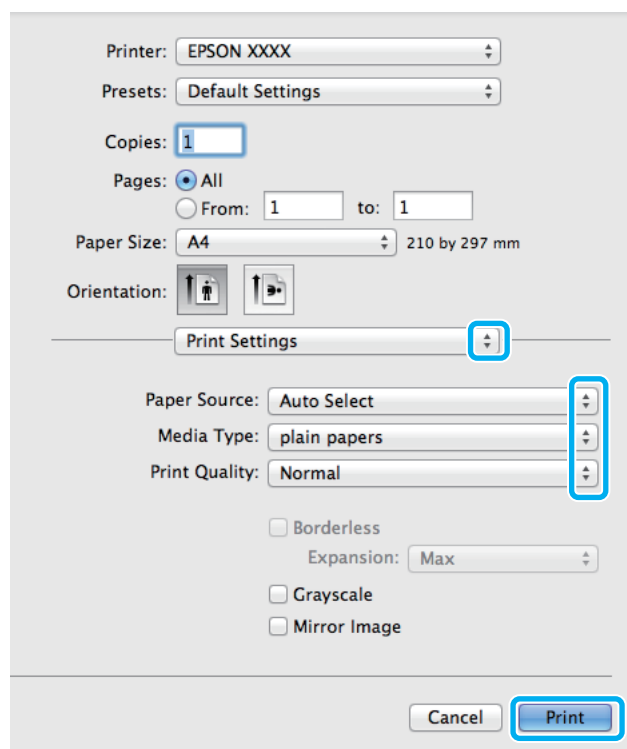 Printer: EPSON XXXX
Presets: Default Settings
Copies: 1
Pages: All
From: 1 to: 1
Paper Size: A4 210 by 297 mm
Orientation:
Print Settings
Paper Source: Auto Select
Media Type: plain papers
Print Quality: Normal
Borderless
Expansion: Max
Grayscale
Mirror Image
Cancel Print